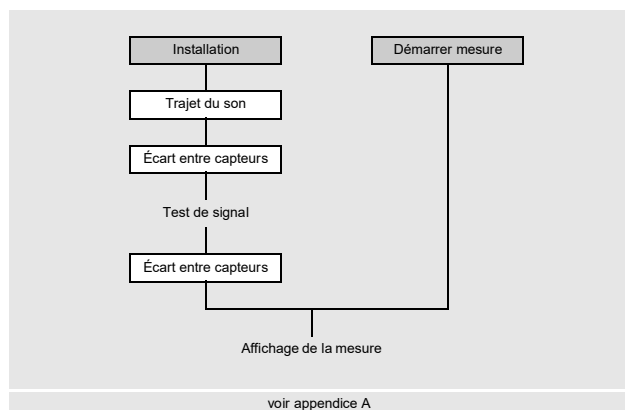 Installation
Démarrer mesure
Trajet du son
Écart entre capteurs
Test de signal
Écart entre capteurs
Affichage de la mesure
voir appendice A